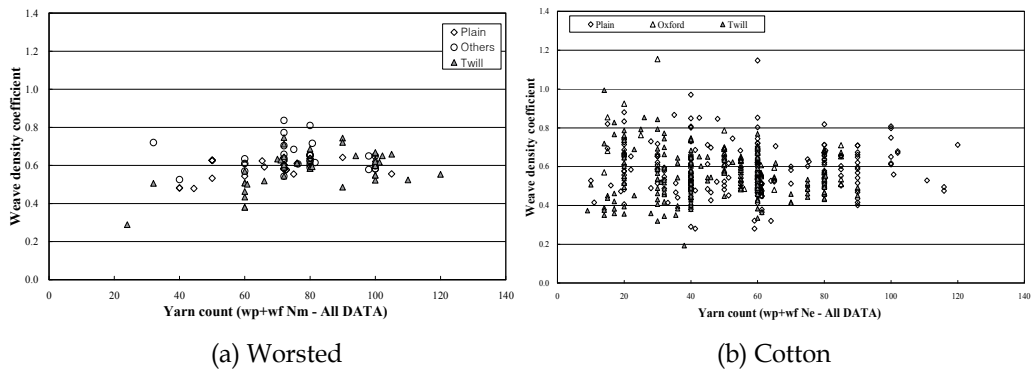 1.4
1.2
1.0
0.8
0.6
0.4
0.2
0.0
Weave density coefficient
Plain
Others
Twill
0 20 40 60 80 100 120 140
Yarn count (wp+wf Nm - All DATA)
(a) Worsted
1.4
1.2
1.0
0.8
0.6
0.4
0.2
0.0
Weave density coefficient
Plain Oxford Twill
0 20 40 60 80 100 120 140
Yarn count (wp+wf Ne - All DATA)
(b) Cotton